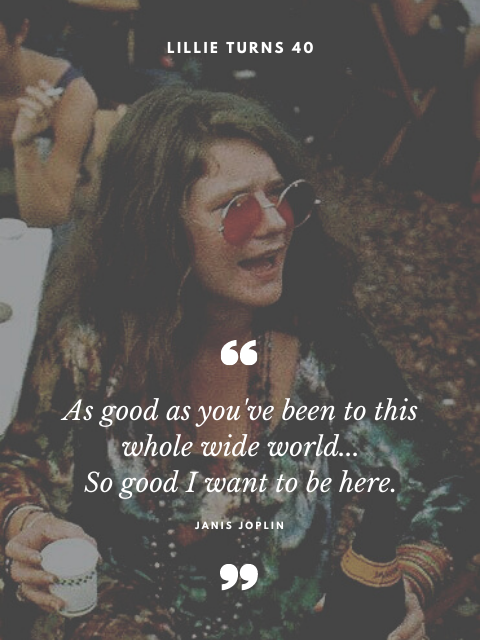 LILLIE TURNS 40
“
As good as you've been to this
whole wide world...
So good I want to be here.
JANIS JOPLIN
”